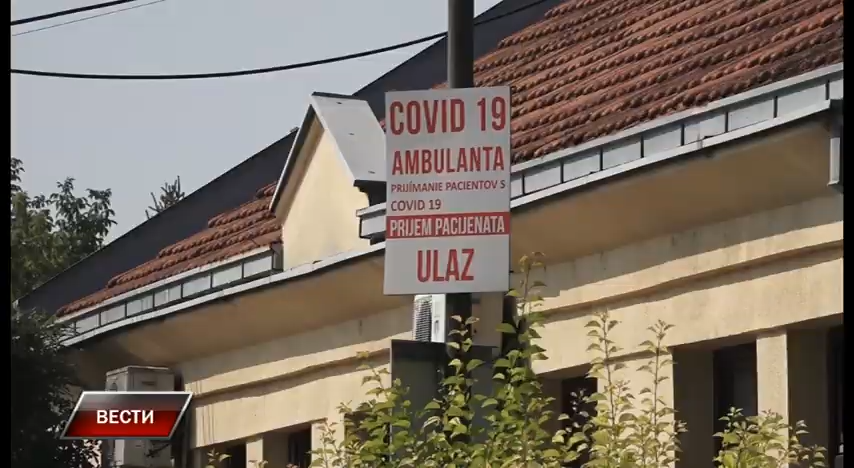 COVID 19
AMBULANTA
PRIJÍMANIE PACIENTOV S
COVID 19
PRIJEM PACIJENATA
ULAZ
ВЕСТИ